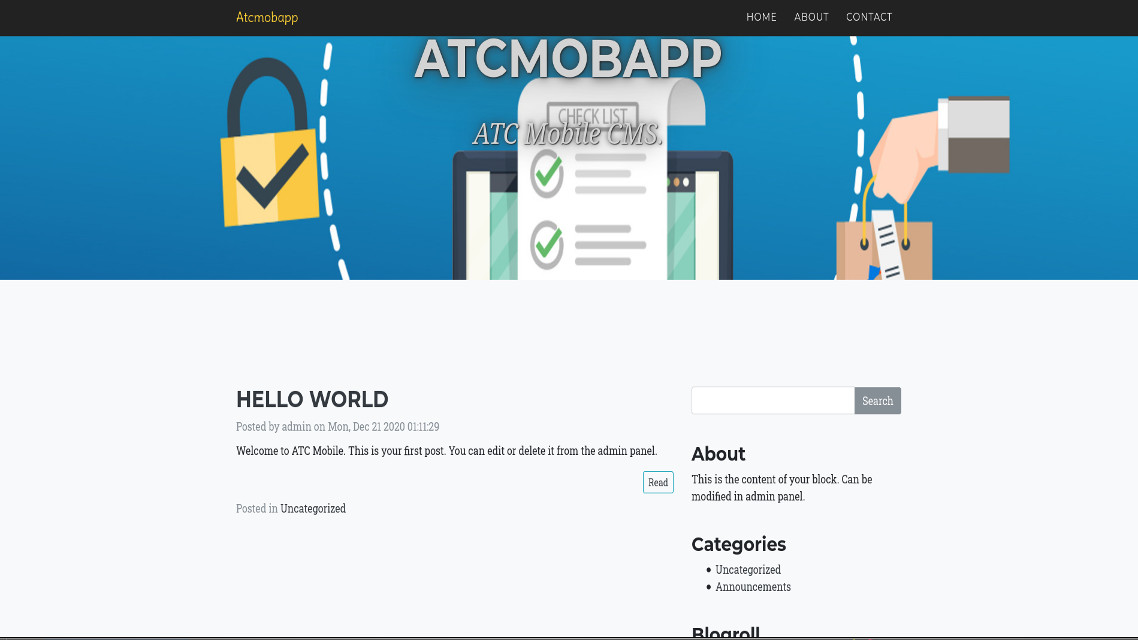 Atcmobapp
HOME ABOUT CONTACT
ATCMOBAPP
CHECK LIST
ATC Mobile CMS.
HELLO WORLD
Posted by admin on Mon, Dec 21 2020 01:11:29
Welcome to ATC Mobile. This is your first post. You can edit or delete it from the admin panel.
Read
Posted in Uncategorized
Search
About
This is the content of your block. Can be
modified in admin panel.
Categories
Uncategorized
Announcements
Blogroll